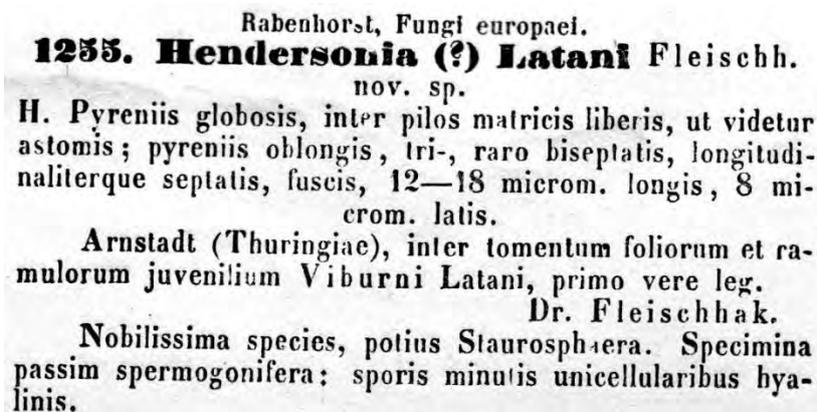 Rabenhorst, Fungi europaei.
1255. Hendersonia (?) Latani Fleischh.
nov. sp.
H. Pyreniis globosis, inter pilos matricis liberis, ut videtur
astomis; pyreniis oblongis, tri-, raro biseptatis, longitudi-
naliterque septatis, fuscis, 12—18 microm. longis, 8 mi-
crom. latis.
Arnstadt (Thuringiae), inter tomentum foliorum et ra-
mulorum juvenilium Viburni Latani, primo vere leg.
Dr. Fleischhak.
Nobilissima species, potius Staurosphaera. Specimina
passim spermogonifera: sporis minutis unicellularibus hya-
linis.